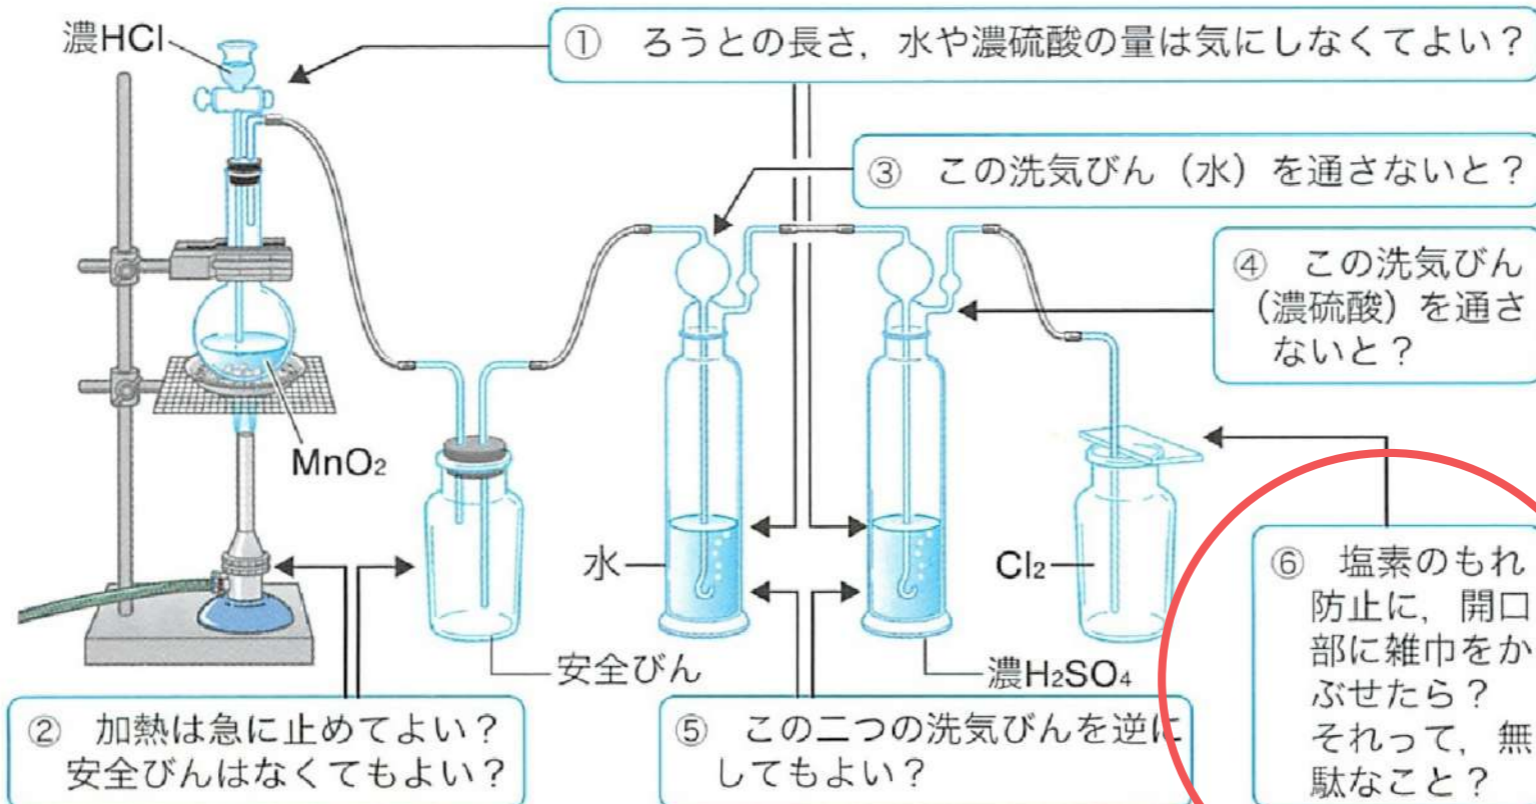 濃HCl
① ろうとの長さ，水や濃硫酸の量は気にしなくてよい？
③ この洗気びん（水）を通さないと？
④ この洗気びん
（濃硫酸）を通さ
ないと？
MnO₂
水
Cl₂
安全びん
濃H₂SO₄
② 加熱は急に止めてよい？
安全びんはなくてもよい？
⑤ この二つの洗気びんを逆に
してもよい？
⑥ 塩素のもれ
防止に，開口
部に雑巾をか
ぶせたら？
それって，無
駄なこと？